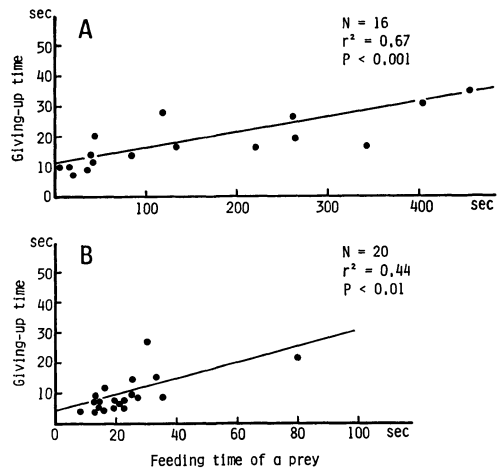 sec
A
N = 16
r² = 0.67
P < 0.001
Giving-up time
50
40
30
20
10
0
100
200
300
400
sec
sec
B
N = 20
r² = 0.44
P < 0.01
Giving-up time
50
40
30
20
10
0
20
40
60
80
100
sec
Feeding time of a prey